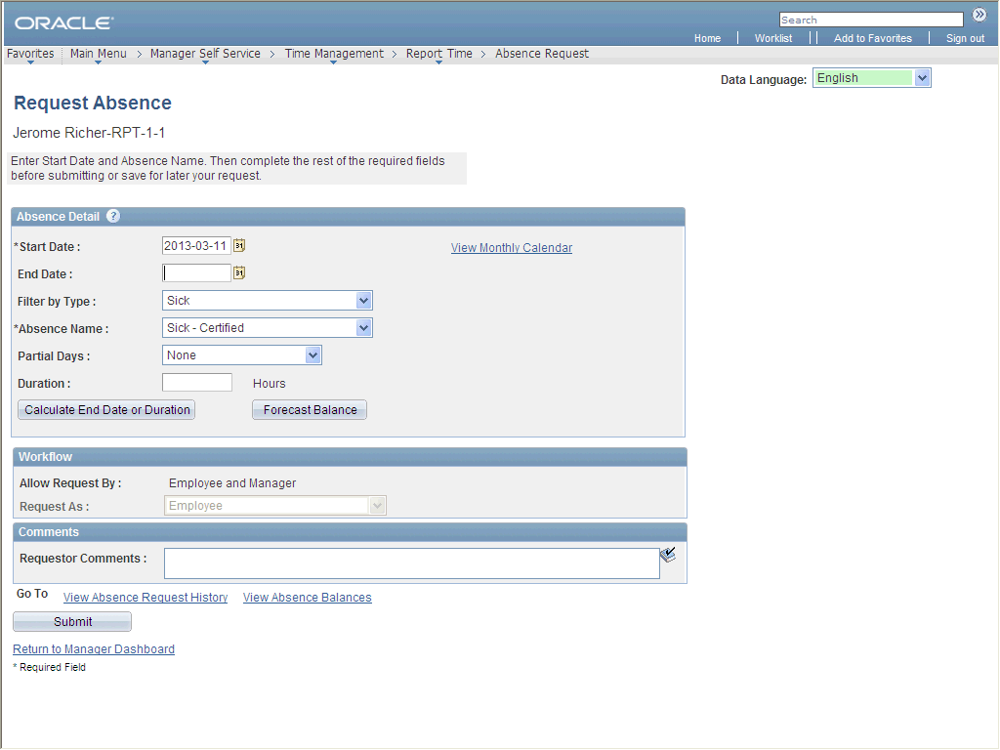 ORACLE
Search
Home Worklist Add to Favorites Sign out
Favorites Main Menu > Manager Self Service > Time Management > Report Time > Absence Request
Data Language: English
Request Absence
Jerome Richer-RPT-1-1
Enter Start Date and Absence Name. Then complete the rest of the required fields
before submitting or save for later your request.
Absence Detail ?
*Start Date : 2013-03-11 31 View Monthly Calendar
End Date : 31
Filter by Type : Sick
*Absence Name : Sick - Certified
Partial Days : None
Duration : Hours
Calculate End Date or Duration Forecast Balance
Workflow
Allow Request By : Employee and Manager
Request As : Employee
Comments
Requestor Comments :
Go To View Absence Request History View Absence Balances
Submit
Return to Manager Dashboard
* Required Field